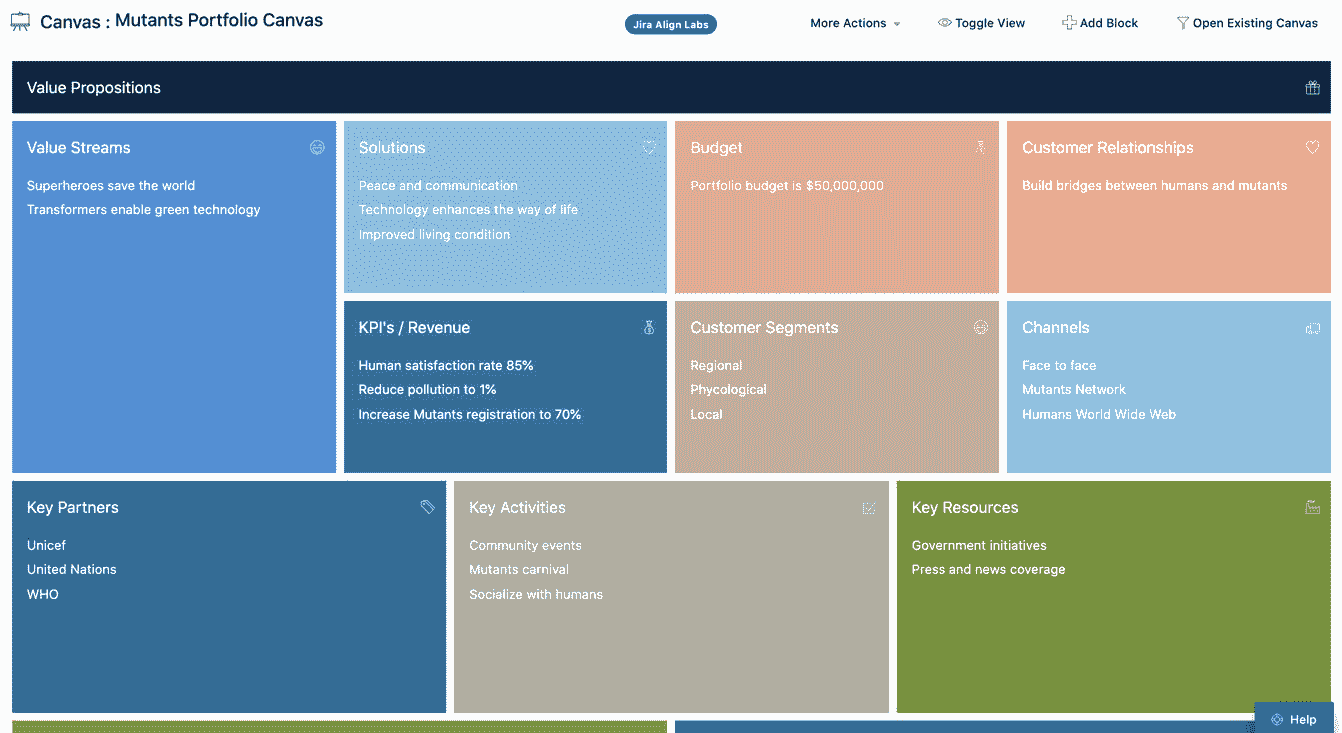 Canvas : Mutants Portfolio Canvas
Jira Align Labs
More Actions
Toggle View
Add Block
Open Existing Canvas
Value Propositions
Value Streams
Superheroes save the world
Transformers enable green technology
Solutions
Peace and communication
Technology enhances the way of life
Improved living condition
Budget
Portfolio budget is $50,000,000
Customer Relationships
Build bridges between humans and mutants
KPI's / Revenue
Human satisfaction rate 85%
Reduce pollution to 1%
Increase Mutants registration to 70%
Customer Segments
Regional
Phycological
Local
Channels
Face to face
Mutants Network
Humans World Wide Web
Key Partners
Unicef
United Nations
WHO
Key Activities
Community events
Mutants carnival
Socialize with humans
Key Resources
Government initiatives
Press and news coverage
Help